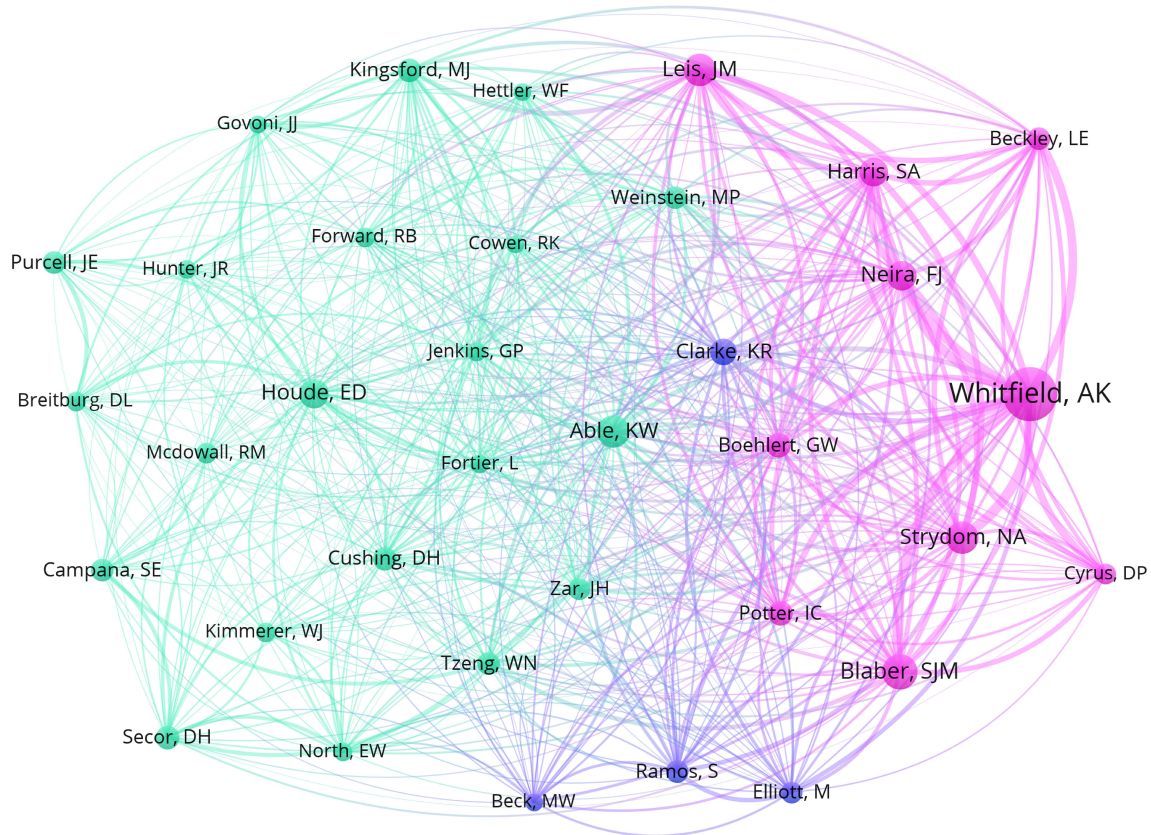 Kingsford, MJ
Leis, JM
Hettler, WF
Govoni, JJ
Beckley, LE
Harris, SA
Weinstein, MP
Forward, RB
Cowen, RK
Purcell, JE
Hunter, JR
Neira, FJ
Jenkins, GP
Clarke, KR
Houde, ED
Whitfield, AK
Breitburg, DL
Able, KW
Boehlert, GW
Mcdowall, RM
Fortier, L
Strydom, NA
Cushing, DH
Campana, SE
Cyrus, DP
Zar, JH
Potter, IC
Kimmerer, WJ
Tzeng, WN
Blaber, SJM
Secor, DH
North, EW
Ramos, S
Elliott, M
Beck, MW